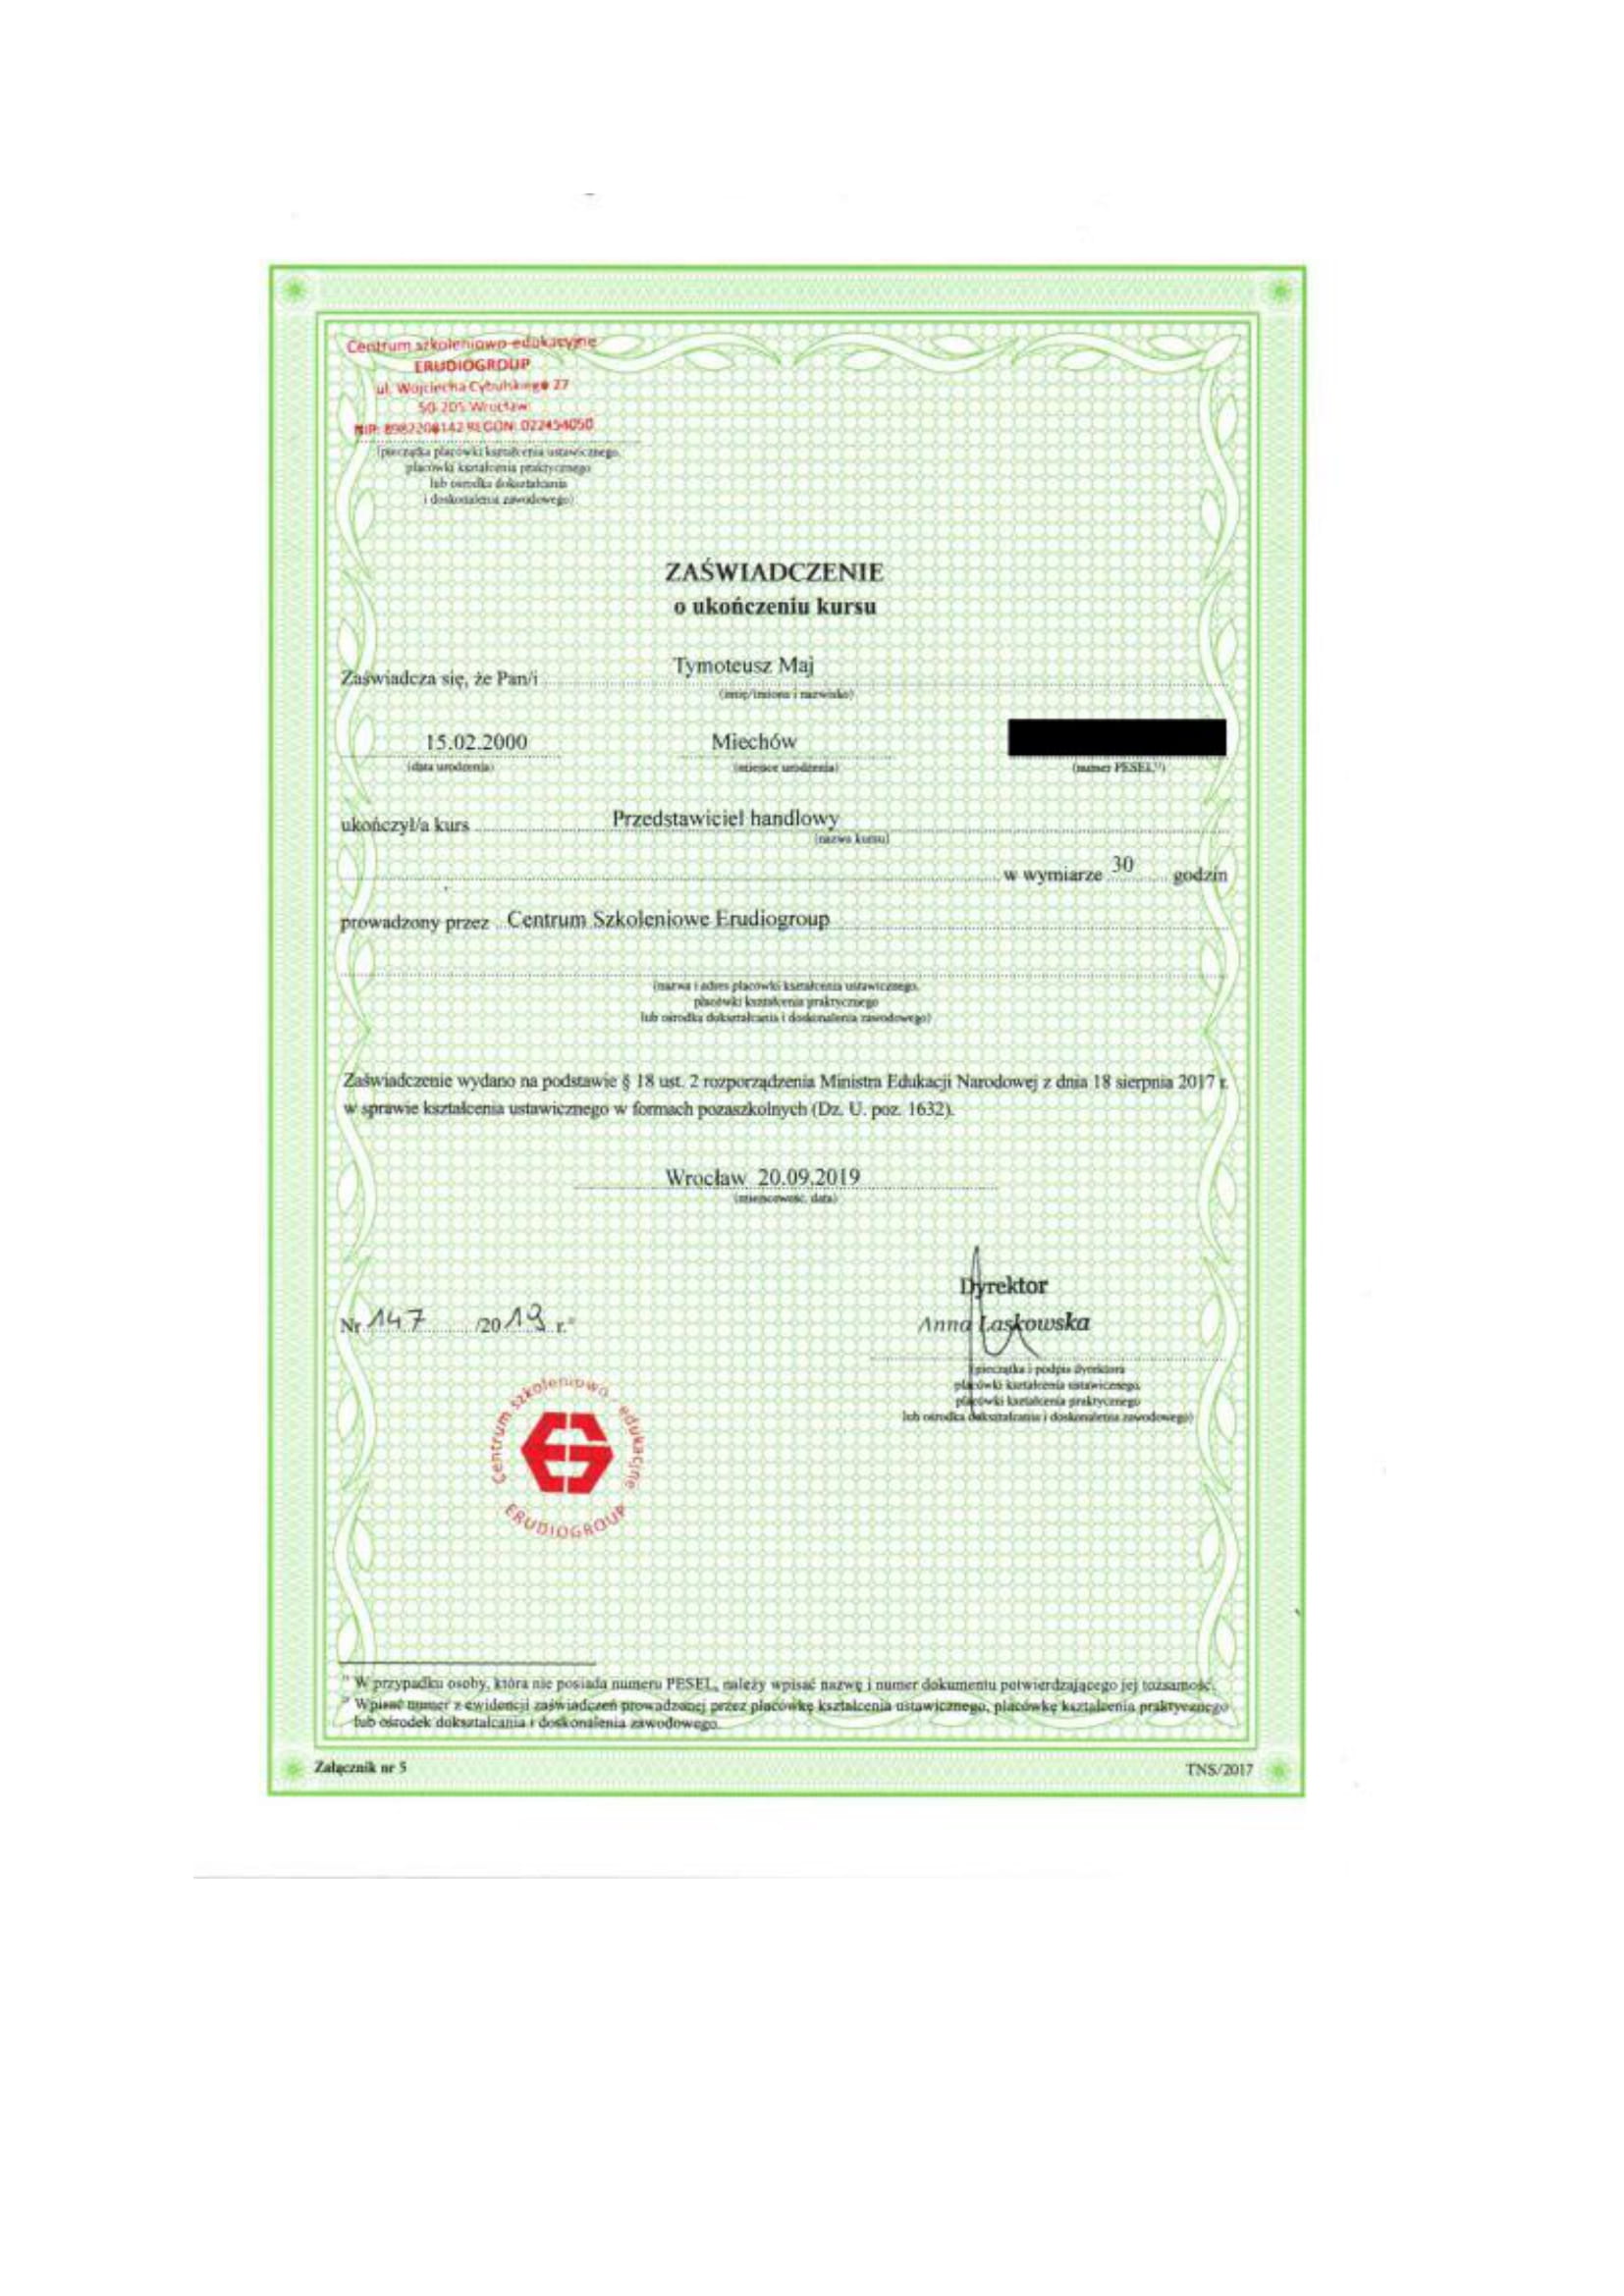 Centrum szkoleniowo-edukacyjne
ERUDIOGROUP
ul. Wojciecha Cybulskiego 27
50-205 Wrocław
NIP: 8982208142 REGON: 022454050
(pieczątka placówki kształcenia ustawicznego,
placówki kształcenia praktycznego
lub ośrodka dokształcania
i doskonalenia zawodowego)
ZAŚWIADCZENIE
o ukończeniu kursu
Zaświadcza się, że Pan/i Tymoteusz Maj
(imię/imiona i nazwisko)
15.02.2000 Miechów
(data urodzenia) (miejsce urodzenia) (numer PESEL¹⁾)
ukończył/a kurs Przedstawiciel handlowy
(nazwa kursu)
w wymiarze 30 godzin
prowadzony przez Centrum Szkoleniowe Erudiogroup
(nazwa i adres placówki kształcenia ustawicznego,
placówki kształcenia praktycznego
lub ośrodka dokształcania i doskonalenia zawodowego)
Zaświadczenie wydano na podstawie § 18 ust. 2 rozporządzenia Ministra Edukacji Narodowej z dnia 18 sierpnia 2017 r.
w sprawie kształcenia ustawicznego w formach pozaszkolnych (Dz. U. poz. 1632).
Wrocław 20.09.2019
(miejscowość, data)
Dyrektor
Anna Laskowska
Nr 147 /2019 r.²⁾
(pieczątka i podpis dyrektora
placówki kształcenia ustawicznego,
placówki kształcenia praktycznego
lub ośrodka dokształcania i doskonalenia zawodowego)
Centrum szkoleniowo - edukacyjne
ERUDIOGROUP
¹⁾ W przypadku osoby, która nie posiada numeru PESEL, należy wpisać nazwę i numer dokumentu potwierdzającego jej tożsamość.
²⁾ Wpisać numer z ewidencji zaświadczeń prowadzonej przez placówkę kształcenia ustawicznego, placówkę kształcenia praktycznego
lub ośrodek dokształcania i doskonalenia zawodowego.
Załącznik nr 5 TNS/2017